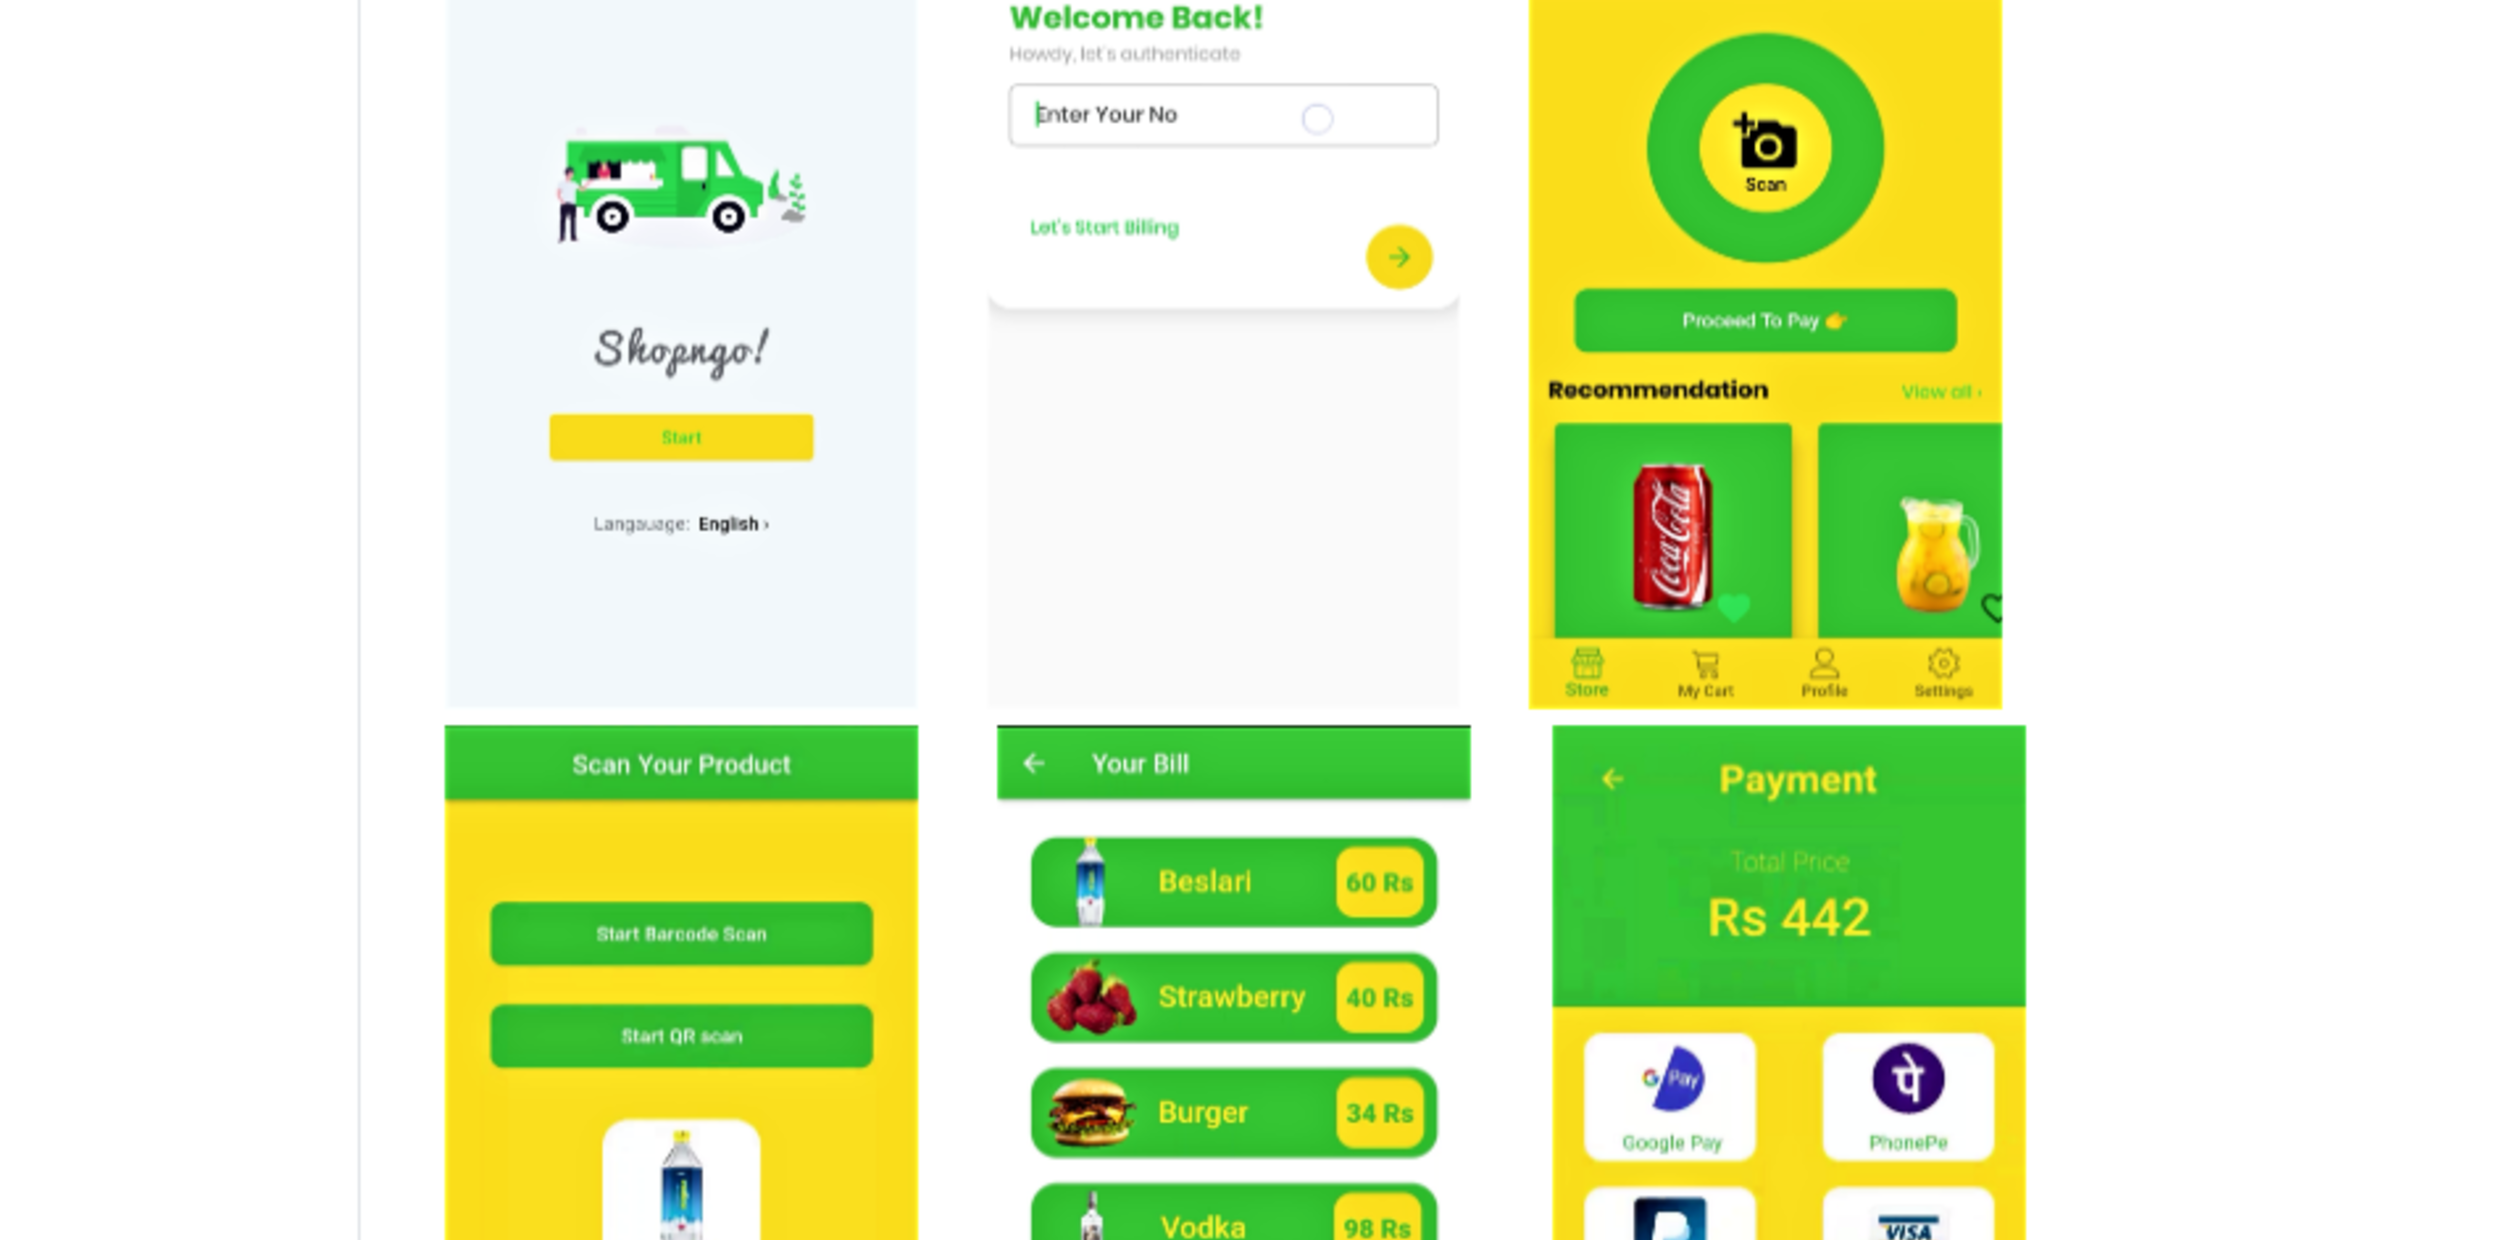 Shopngo!
Start
Langauage: English ›
Welcome Back!
Howdy, let's authenticate
Enter Your No
Let's Start Billing
Scan
Proceed To Pay 👉
Recommendation View all ›
Coca-Cola
Store My Cart Profile Settings
Scan Your Product
Start Barcode Scan
Start QR scan
Your Bill
Beslari 60 Rs
Strawberry 40 Rs
Burger 34 Rs
Vodka 98 Rs
Payment
Total Price
Rs 442
G Pay
Google Pay
पे
PhonePe
VISA